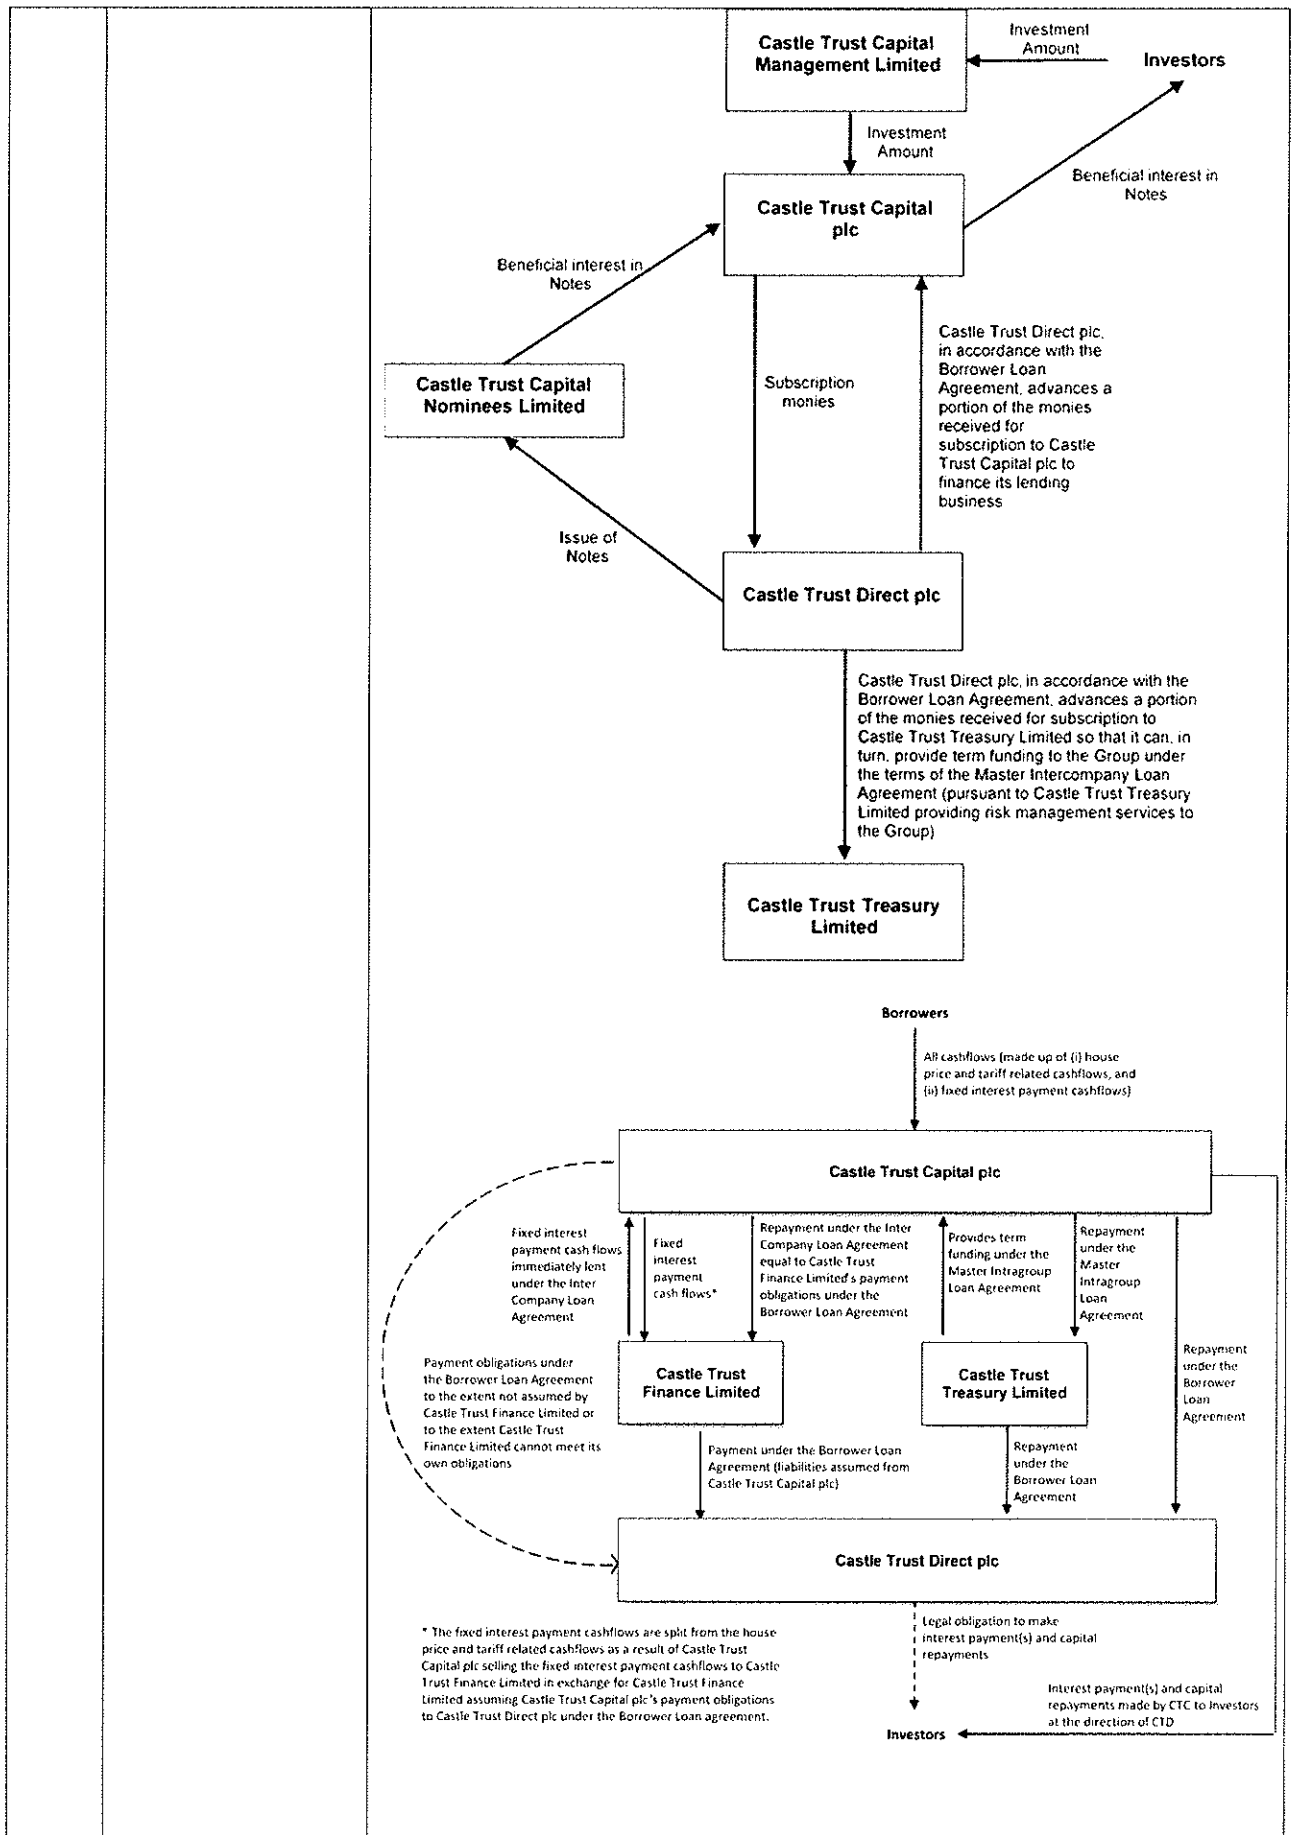 Castle Trust Capital
Management Limited
Investment
Amount
Investors
Investment
Amount
Castle Trust Capital
plc
Beneficial interest in
Notes
Beneficial interest in
Notes
Castle Trust Capital
Nominees Limited
Subscription
monies
Castle Trust Direct plc,
in accordance with the
Borrower Loan
Agreement, advances a
portion of the monies
received for
subscription to Castle
Trust Capital plc to
finance its lending
business
Issue of
Notes
Castle Trust Direct plc
Castle Trust Direct plc, in accordance with the
Borrower Loan Agreement, advances a portion
of the monies received for subscription to
Castle Trust Treasury Limited so that it can, in
turn, provide term funding to the Group under
the terms of the Master Intercompany Loan
Agreement (pursuant to Castle Trust Treasury
Limited providing risk management services to
the Group)
Castle Trust Treasury
Limited
Borrowers
All cashflows (made up of (i) house
price and tariff related cashflows, and
(ii) fixed interest payment cashflows)
Castle Trust Capital plc
Fixed interest
payment cash flows
immediately lent
under the Inter
Company Loan
Agreement
Fixed
interest
payment
cash flows*
Repayment under the Inter
Company Loan Agreement
equal to Castle Trust
Finance Limited's payment
obligations under the
Borrower Loan Agreement
Provides term
funding under the
Master Intragroup
Loan Agreement
Repayment
under the
Master
Intragroup
Loan
Agreement
Repayment
under the
Borrower
Loan
Agreement
Payment obligations under
the Borrower Loan Agreement
to the extent not assumed by
Castle Trust Finance Limited or
to the extent Castle Trust
Finance Limited cannot meet its
own obligations
Castle Trust
Finance Limited
Castle Trust
Treasury Limited
Payment under the Borrower Loan
Agreement (liabilities assumed from
Castle Trust Capital plc)
Repayment
under the
Borrower Loan
Agreement
Castle Trust Direct plc
Legal obligation to make
interest payment(s) and capital
repayments
* The fixed interest payment cashflows are split from the house
price and tariff related cashflows as a result of Castle Trust
Capital plc selling the fixed interest payment cashflows to Castle
Trust Finance Limited in exchange for Castle Trust Finance
Limited assuming Castle Trust Capital plc's payment obligations
to Castle Trust Direct plc under the Borrower Loan agreement.
Interest payment(s) and capital
repayments made by CTC to Investors
at the direction of CTD
Investors